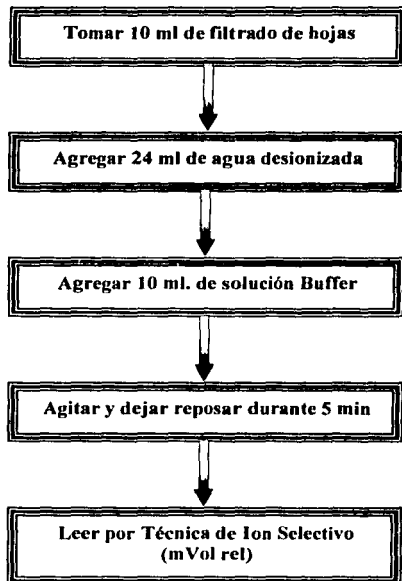 Tomar 10 ml de filtrado de hojas
Agregar 24 ml de agua desionizada
Agregar 10 ml. de solución Buffer
Agitar y dejar reposar durante 5 min
Leer por Técnica de Ion Selectivo
(mVol rel)